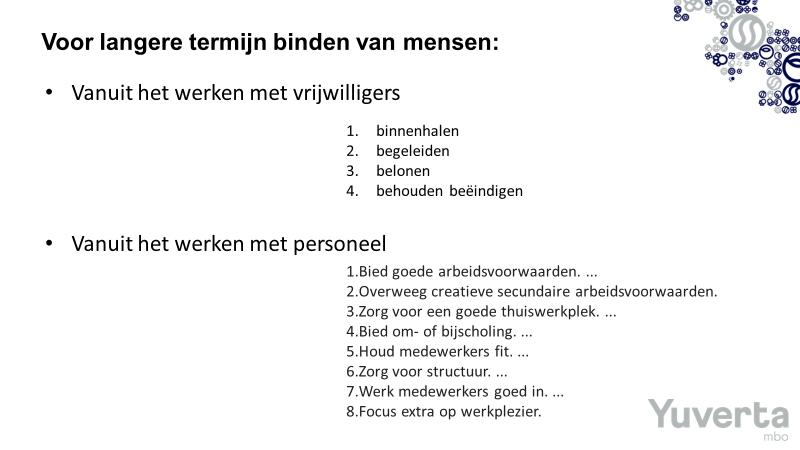 Voor langere termijn binden van mensen:
• Vanuit het werken met vrijwilligers
1. binnenhalen
2. begeleiden
3. belonen
4. behouden beëindigen
• Vanuit het werken met personeel
1.Bied goede arbeidsvoorwaarden. ...
2.Overweeg creatieve secundaire arbeidsvoorwaarden.
3.Zorg voor een goede thuiswerkplek. ...
4.Bied om- of bijscholing. ...
5.Houd medewerkers fit. ...
6.Zorg voor structuur. ...
7.Werk medewerkers goed in. ...
8.Focus extra op werkplezier.
Yuverta
mbo